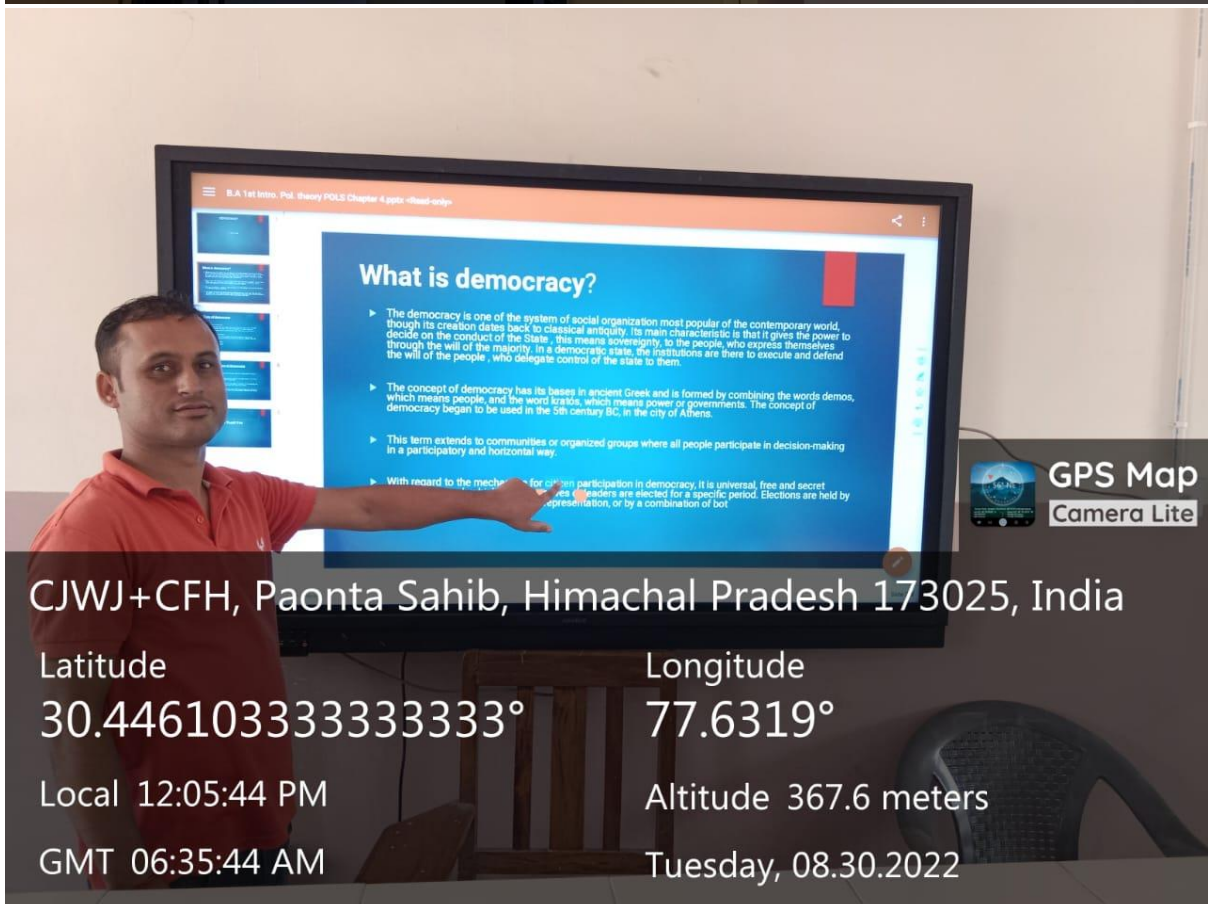 B.A 1st Intro. Pol. theory POLS Chapter 4.pptx <Read-only>
What is democracy?
The democracy is one of the system of social organization most popular of the contemporary world,
though its creation dates back to classical antiquity. Its main characteristic is that it gives the power to
decide on the conduct of the State , this means sovereignty, to the people, who express themselves
through the will of the majority. In a democratic state, the institutions are there to execute and defend
the will of the people , who delegate control of the state to them.
The concept of democracy has its bases in ancient Greek and is formed by combining the words demos,
which means people, and the word kratos, which means power or governments. The concept of
democracy began to be used in the 5th century BC, in the city of Athens.
This term extends to communities or organized groups where all people participate in decision-making
in a participatory and horizontal way.
With regard to the for citizen participation in democracy, it is universal, free and secret
leaders are elected for a specific period. Elections are held by
representation, or by a combination of bot
GPS Map
Camera Lite
CJWJ+CFH, Paonta Sahib, Himachal Pradesh 173025, India
Latitude
30.446103333333333°
Longitude
77.6319°
Local 12:05:44 PM
Altitude 367.6 meters
GMT 06:35:44 AM
Tuesday, 08.30.2022